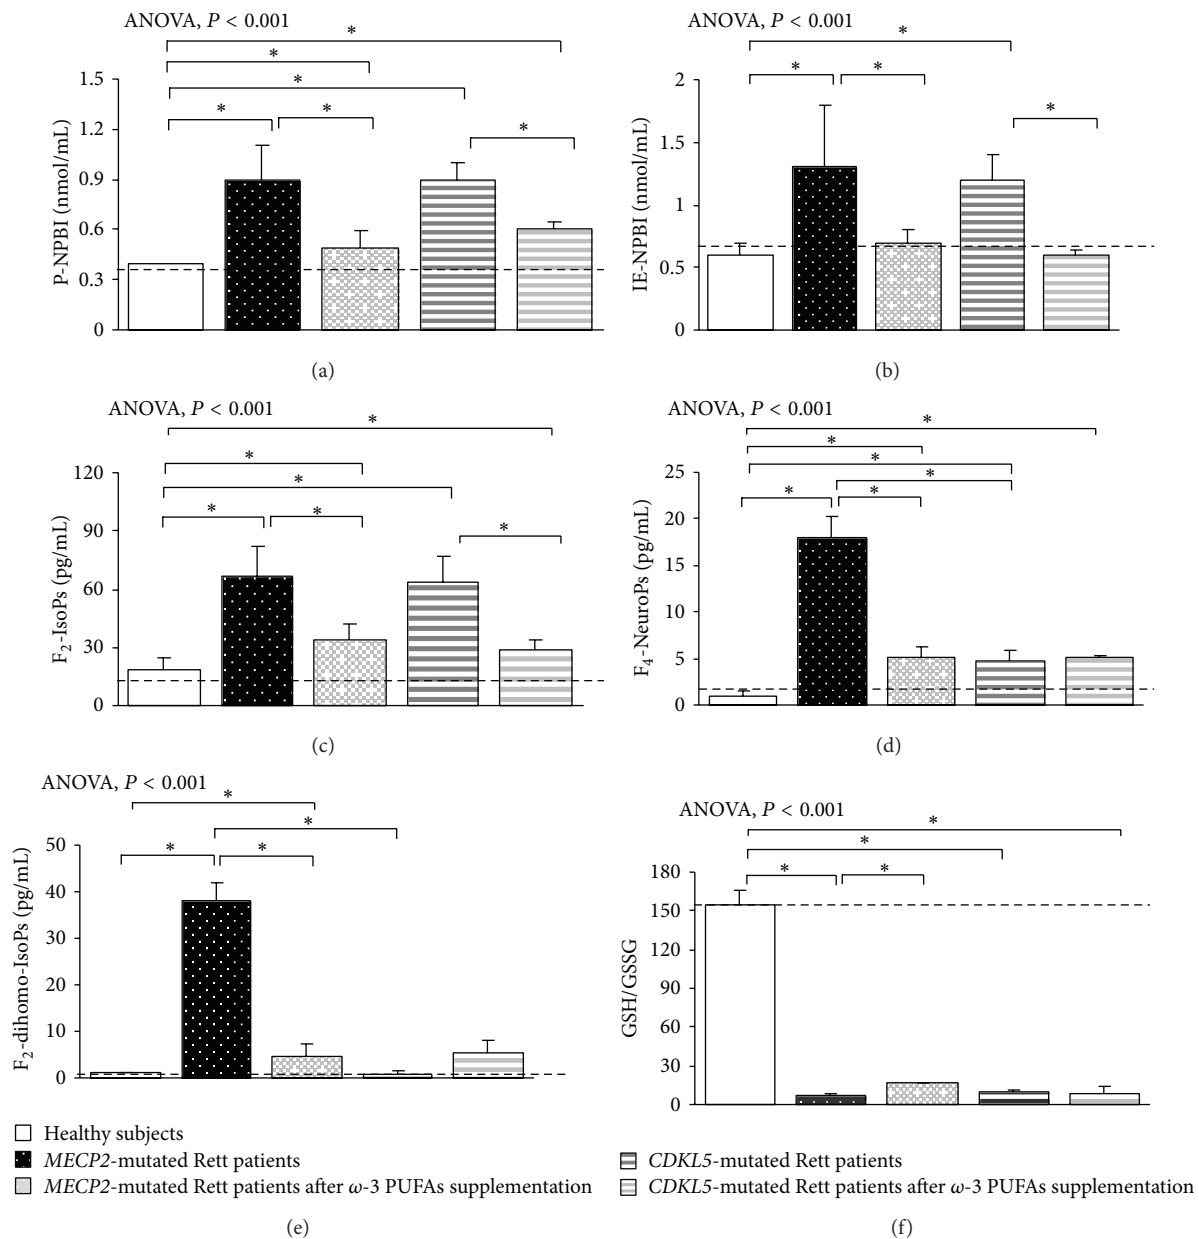 ANOVA, P < 0.001
*
*
*
*
*
*
1.5
1.2
0.9
0.6
0.3
0
P-NPBI (nmol/mL)
(a)
ANOVA, P < 0.001
*
*
*
*
2
1.5
1
0.5
0
IE-NPBI (nmol/mL)
(b)
ANOVA, P < 0.001
*
*
*
*
*
*
120
90
60
30
0
F₂-IsoPs (pg/mL)
(c)
ANOVA, P < 0.001
*
*
*
*
*
*
25
20
15
10
5
0
F₄-NeuroPs (pg/mL)
(d)
ANOVA, P < 0.001
*
*
*
*
50
40
30
20
10
0
F₂-dihomo-IsoPs (pg/mL)
Healthy subjects
MECP2-mutated Rett patients
MECP2-mutated Rett patients after ω-3 PUFAs supplementation
(e)
ANOVA, P < 0.001
*
*
*
*
180
150
120
90
60
30
0
GSH/GSSG
CDKL5-mutated Rett patients
CDKL5-mutated Rett patients after ω-3 PUFAs supplementation
(f)